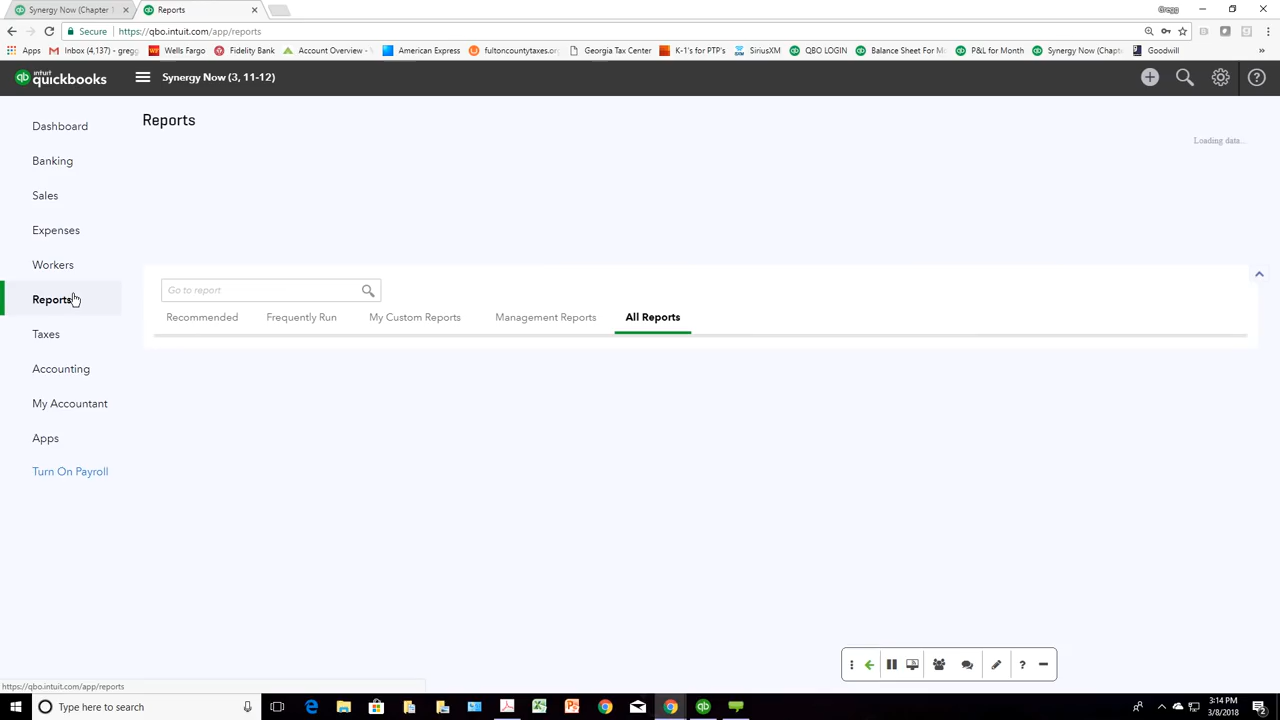 Synergy Now (Chapter 1
Reports
Gregg
Secure
https://qbo.intuit.com/app/reports
Apps
Inbox (4,137) - gregg
Wells Fargo
Fidelity Bank
Account Overview -
American Express
fultoncountytaxes.or
Georgia Tax Center
K-1's for PTP's
SiriusXM
QBO LOGIN
Balance Sheet For M
P&L for Month
Synergy Now (Chapt
Goodwill
intuit
quickbooks
Synergy Now (3, 11-12)
Dashboard
Banking
Sales
Expenses
Workers
Reports
Taxes
Accounting
My Accountant
Apps
Turn On Payroll
Reports
Loading data...
Go to report
Recommended
Frequently Run
My Custom Reports
Management Reports
All Reports
https://qbo.intuit.com/app/reports
Type here to search
3:14 PM
3/8/2018